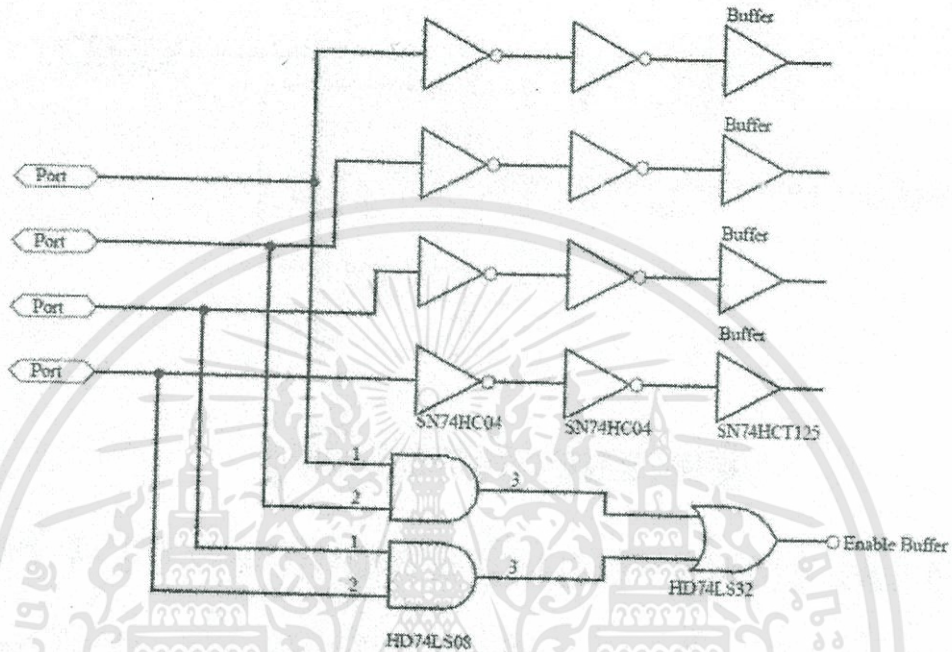 Buffer
Buffer
Port
Port
Buffer
Port
Buffer
Port
SN74HC04
SN74HC04
SN74HCT125
1
3
2
1
Enable Buffer
3
2
HD74LS32
HD74LS08